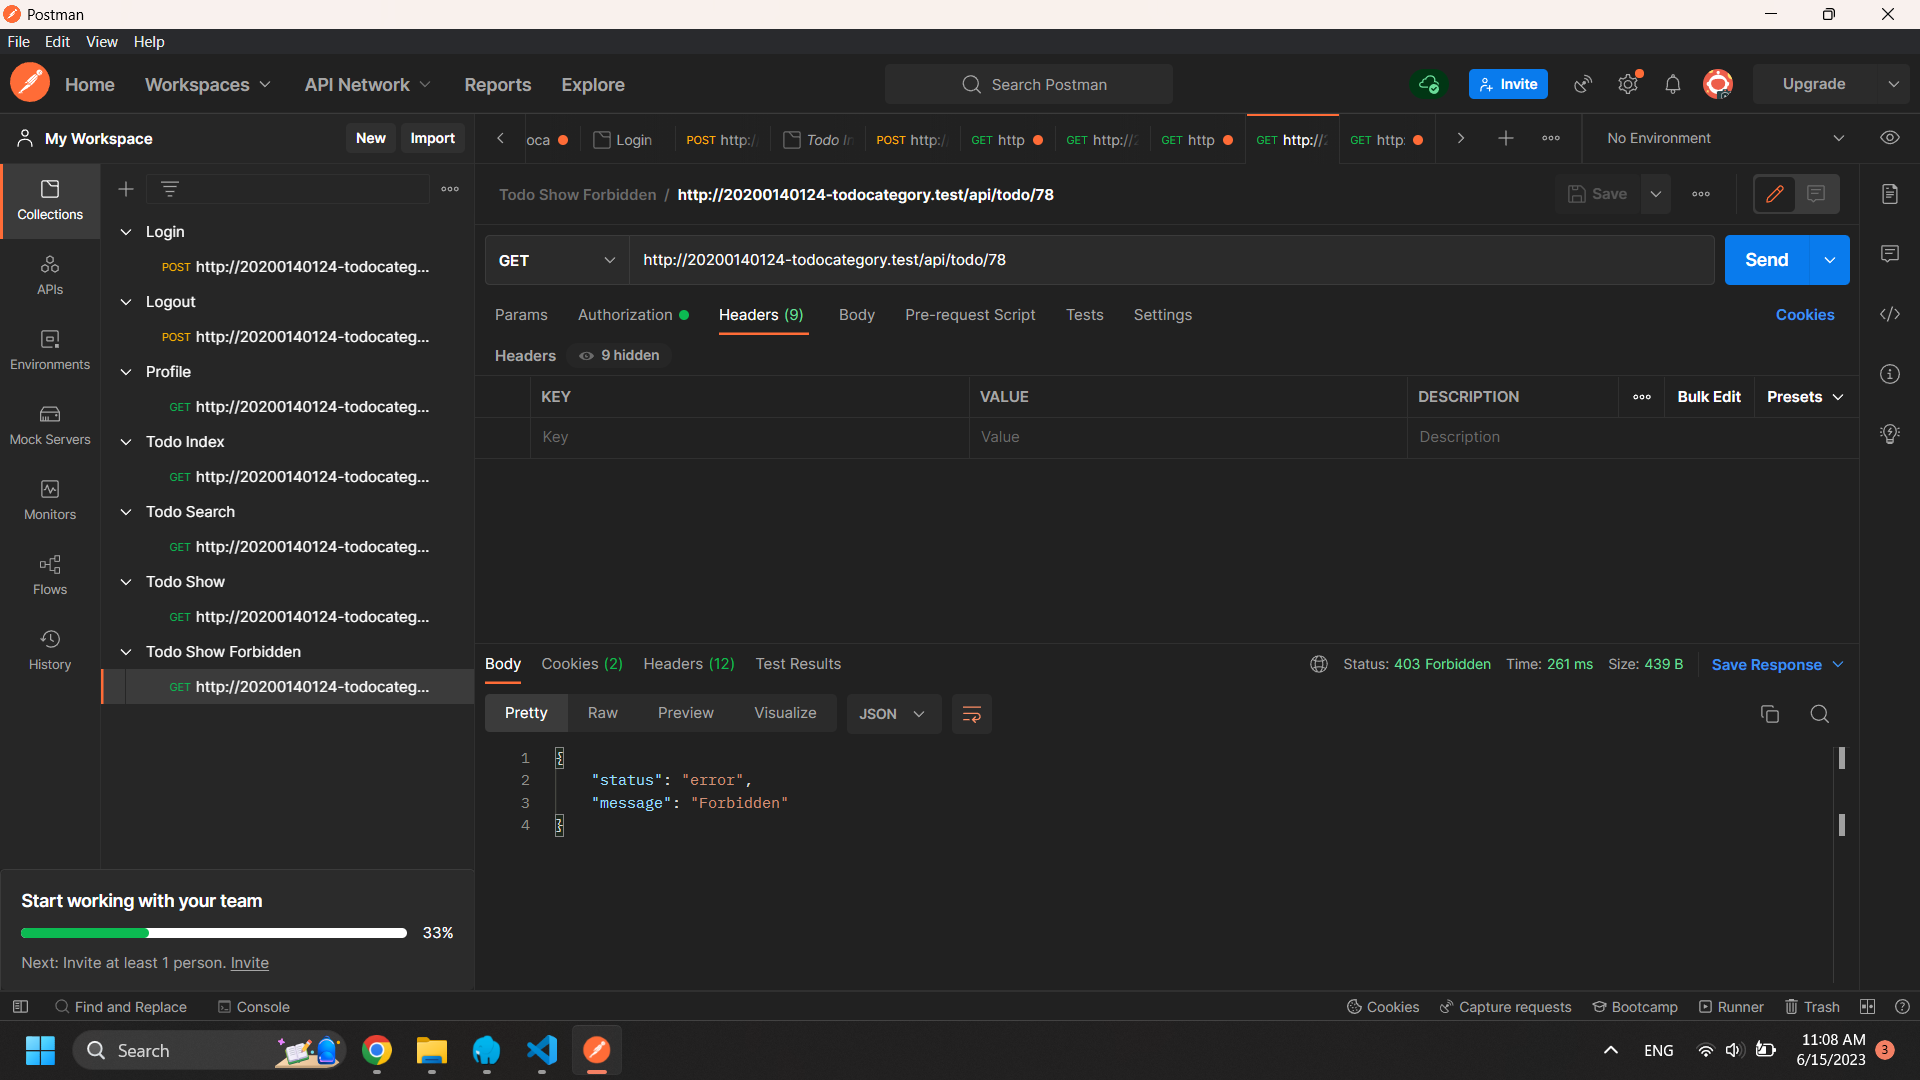 Postman
File Edit View Help
Home Workspaces API Network Reports Explore Search Postman Invite Upgrade
My Workspace New Import
oca Login POST http:/ Todo In POST http:/ GET http GET http:// GET http GET http:// GET http: No Environment
Collections
APIs
Environments
Mock Servers
Monitors
Flows
History
Login
POST http://20200140124-todocateg...
Logout
POST http://20200140124-todocateg...
Profile
GET http://20200140124-todocateg...
Todo Index
GET http://20200140124-todocateg...
Todo Search
GET http://20200140124-todocateg...
Todo Show
GET http://20200140124-todocateg...
Todo Show Forbidden
GET http://20200140124-todocateg...
Todo Show Forbidden / http://20200140124-todocategory.test/api/todo/78 Save
GET http://20200140124-todocategory.test/api/todo/78 Send
Params Authorization Headers (9) Body Pre-request Script Tests Settings Cookies
Headers 9 hidden
KEY VALUE DESCRIPTION Bulk Edit Presets
Key Value Description
Body Cookies (2) Headers (12) Test Results Status: 403 Forbidden Time: 261 ms Size: 439 B Save Response
Pretty Raw Preview Visualize JSON
1 {
2 "status": "error",
3 "message": "Forbidden"
4 }
Start working with your team
33%
Next: Invite at least 1 person. Invite
Find and Replace Console Cookies Capture requests Bootcamp Runner Trash
Search ENG 11:08 AM 3
6/15/2023